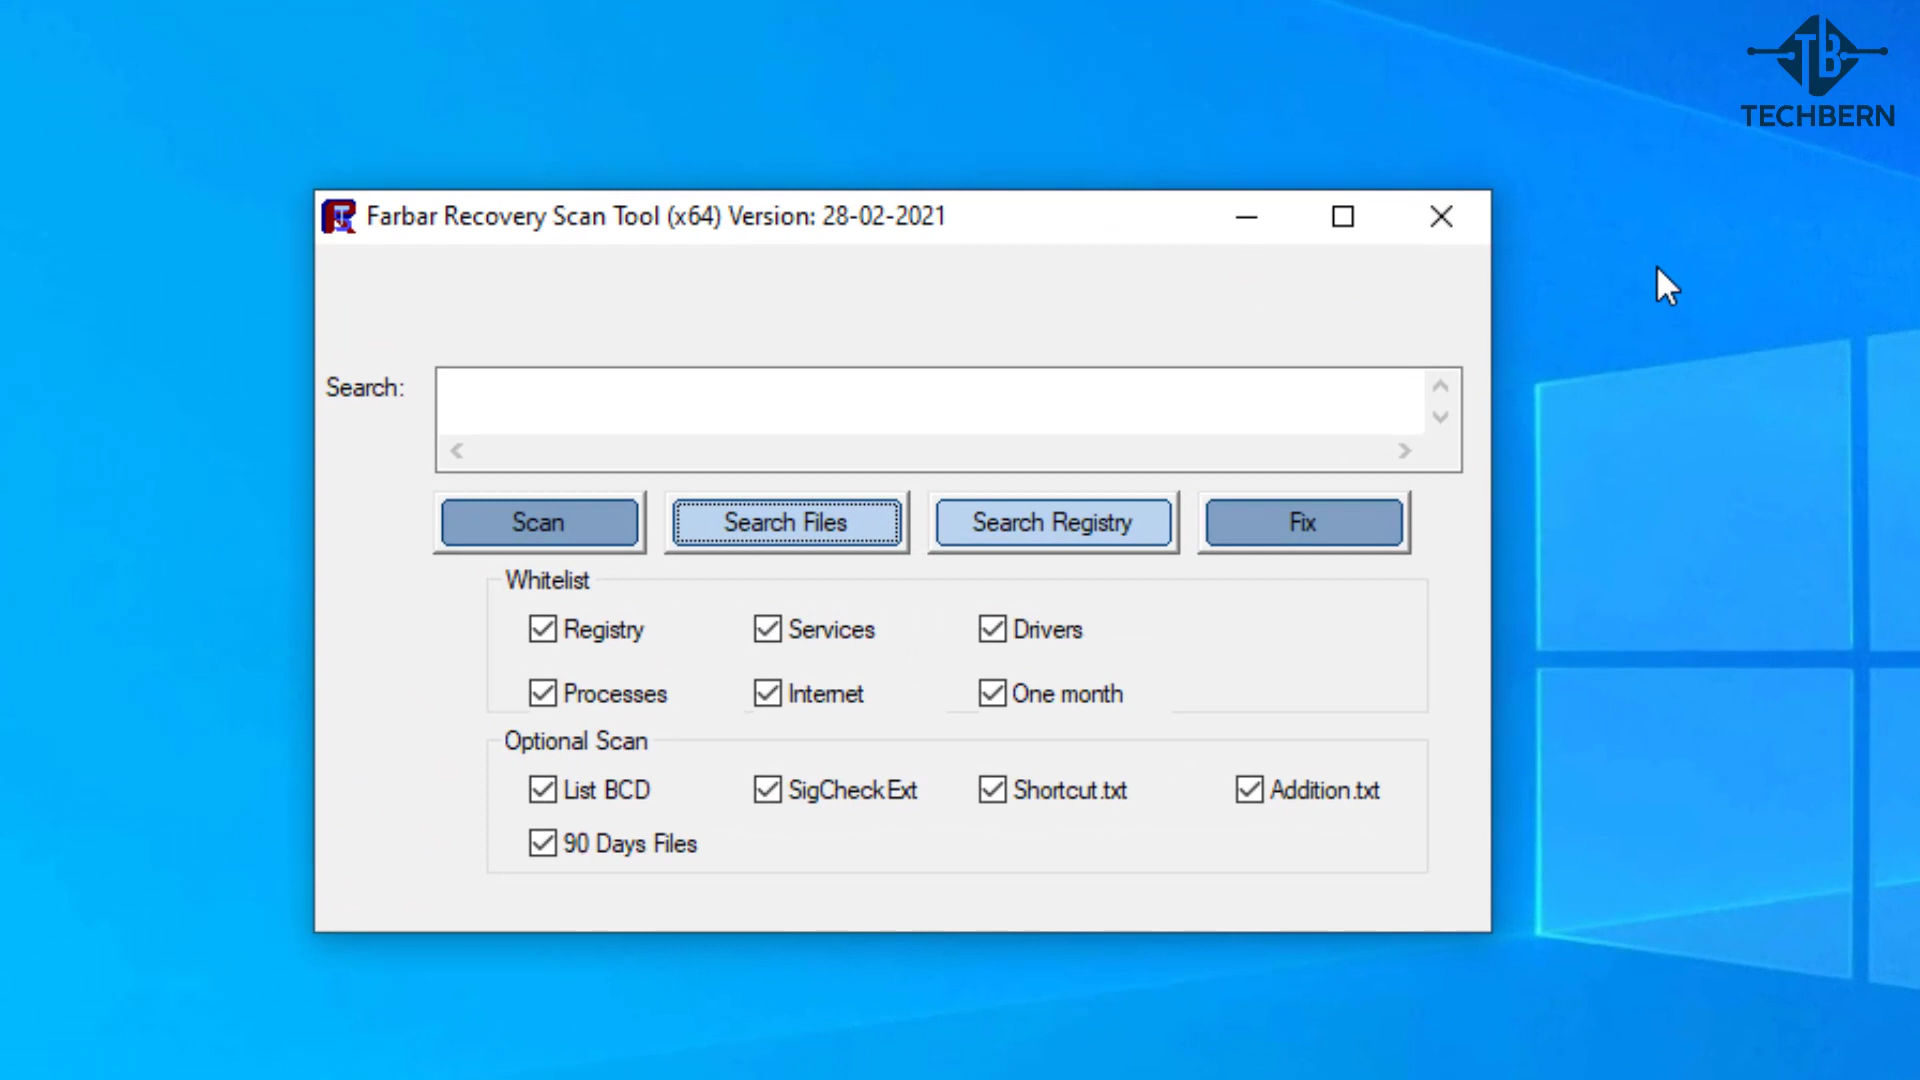 TB
TECHBERN
Farbar Recovery Scan Tool (x64) Version: 28-02-2021
Search:
Scan Search Files Search Registry Fix
Whitelist
Registry Services Drivers
Processes Internet One month
Optional Scan
List BCD SigCheckExt Shortcut.txt Addition.txt
90 Days Files